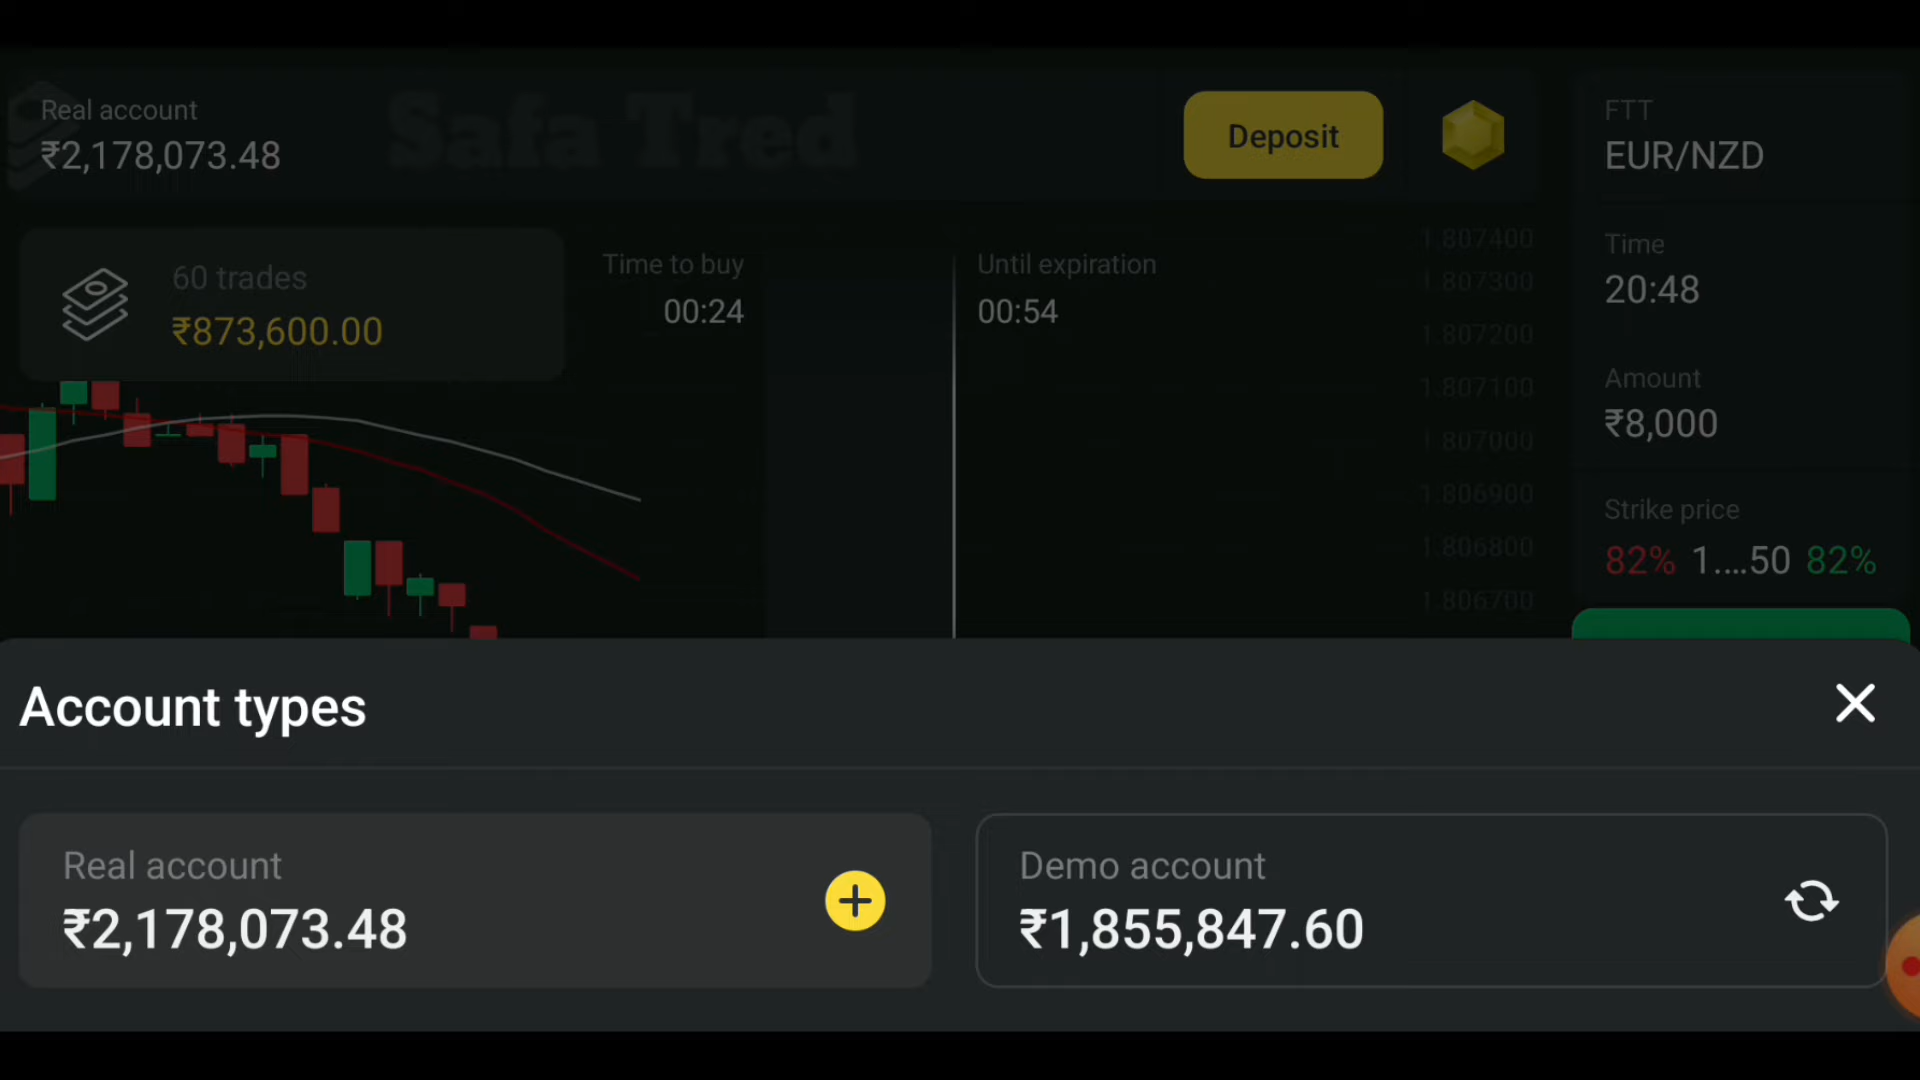 Real account
₹2,178,073.48
Safa Tred
Deposit
FTT
EUR/NZD
60 trades
₹873,600.00
Time to buy
00:24
Until expiration
00:54
1.807400
1.807300
1.807200
1.807100
1.807000
1.806900
1.806800
1.806700
Time
20:48
Amount
₹8,000
Strike price
82% 1....50 82%
Account types
Real account
₹2,178,073.48
Demo account
₹1,855,847.60